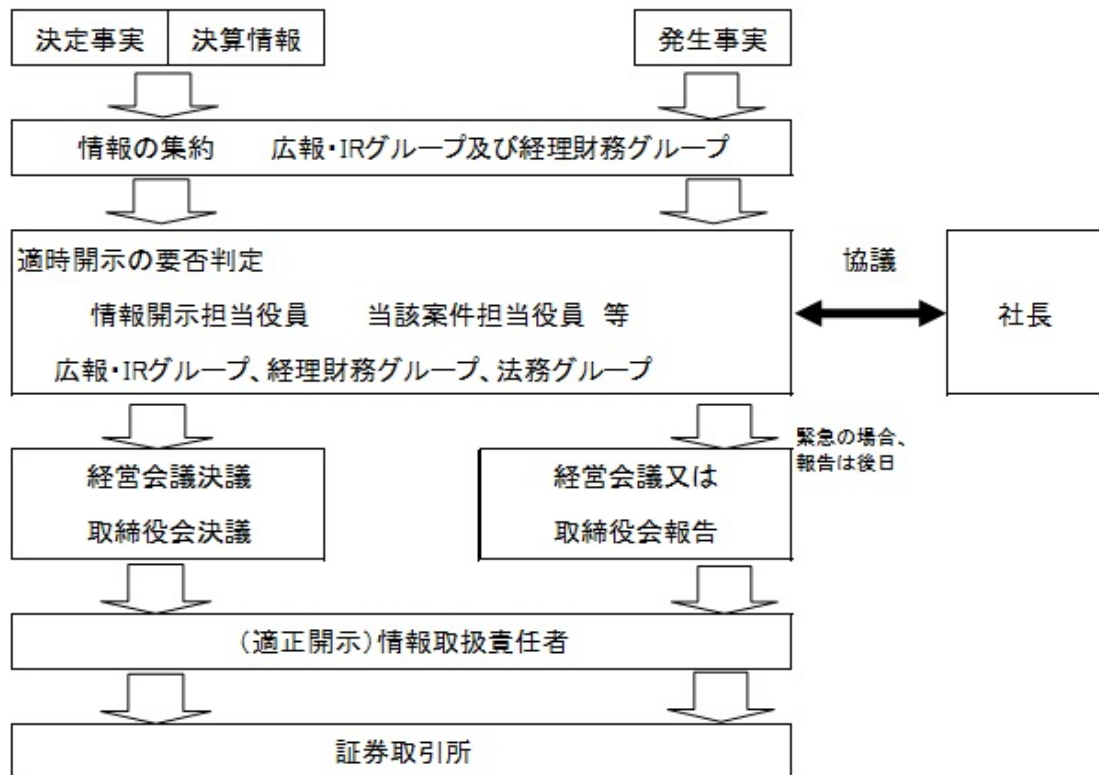 決定事実 決算情報 発生事実
情報の集約 広報・IRグループ及び経理財務グループ
適時開示の要否判定
情報開示担当役員 当該案件担当役員 等
広報・IRグループ、経理財務グループ、法務グループ
協議
社長
緊急の場合、
報告は後日
経営会議決議
取締役会決議
経営会議又は
取締役会報告
（適正開示）情報取扱責任者
証券取引所